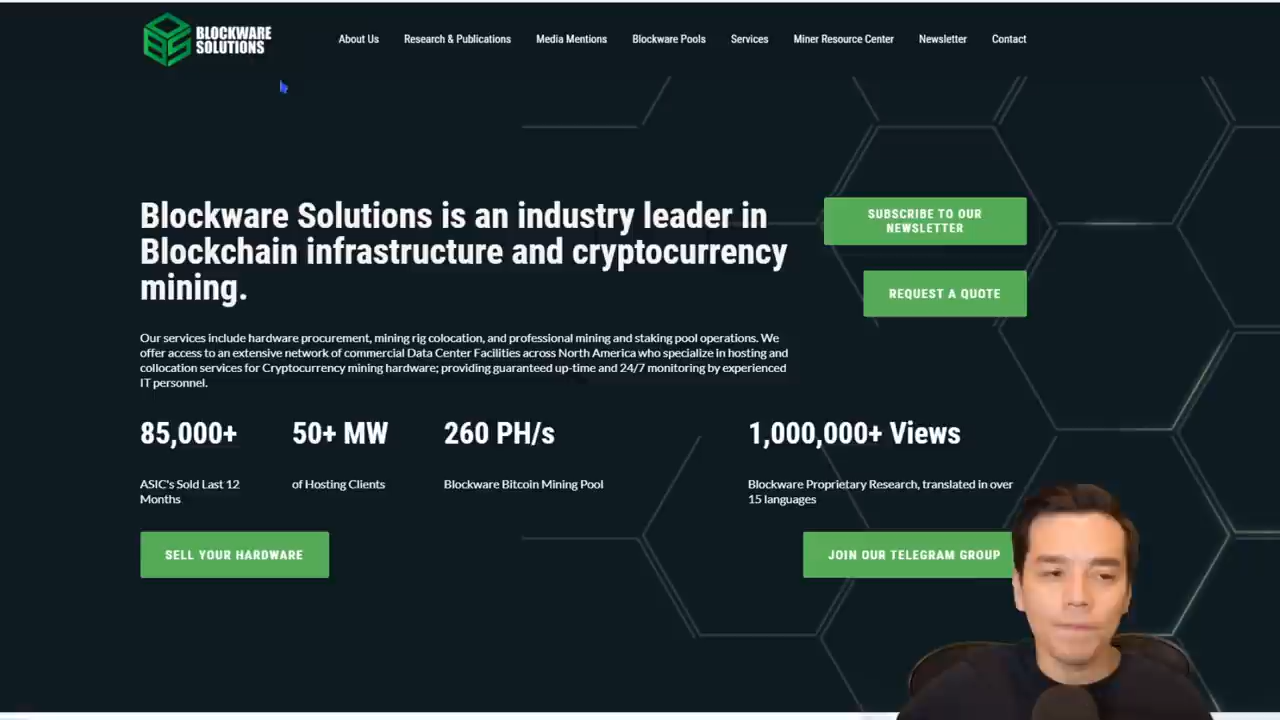 BLOCKWARE
SOLUTIONS
About Us
Research & Publications
Media Mentions
Blockware Pools
Services
Miner Resource Center
Newsletter
Contact
Blockware Solutions is an industry leader in
Blockchain infrastructure and cryptocurrency
mining.
SUBSCRIBE TO OUR
NEWSLETTER
REQUEST A QUOTE
Our services include hardware procurement, mining rig colocation, and professional mining and staking pool operations. We
offer access to an extensive network of commercial Data Center Facilities across North America who specialize in hosting and
collocation services for Cryptocurrency mining hardware; providing guaranteed up-time and 24/7 monitoring by experienced
IT personnel.
85,000+
50+ MW
260 PH/s
1,000,000+ Views
ASIC's Sold Last 12
Months
of Hosting Clients
Blockware Bitcoin Mining Pool
Blockware Proprietary Research, translated in over
15 languages
SELL YOUR HARDWARE
JOIN OUR TELEGRAM GROUP